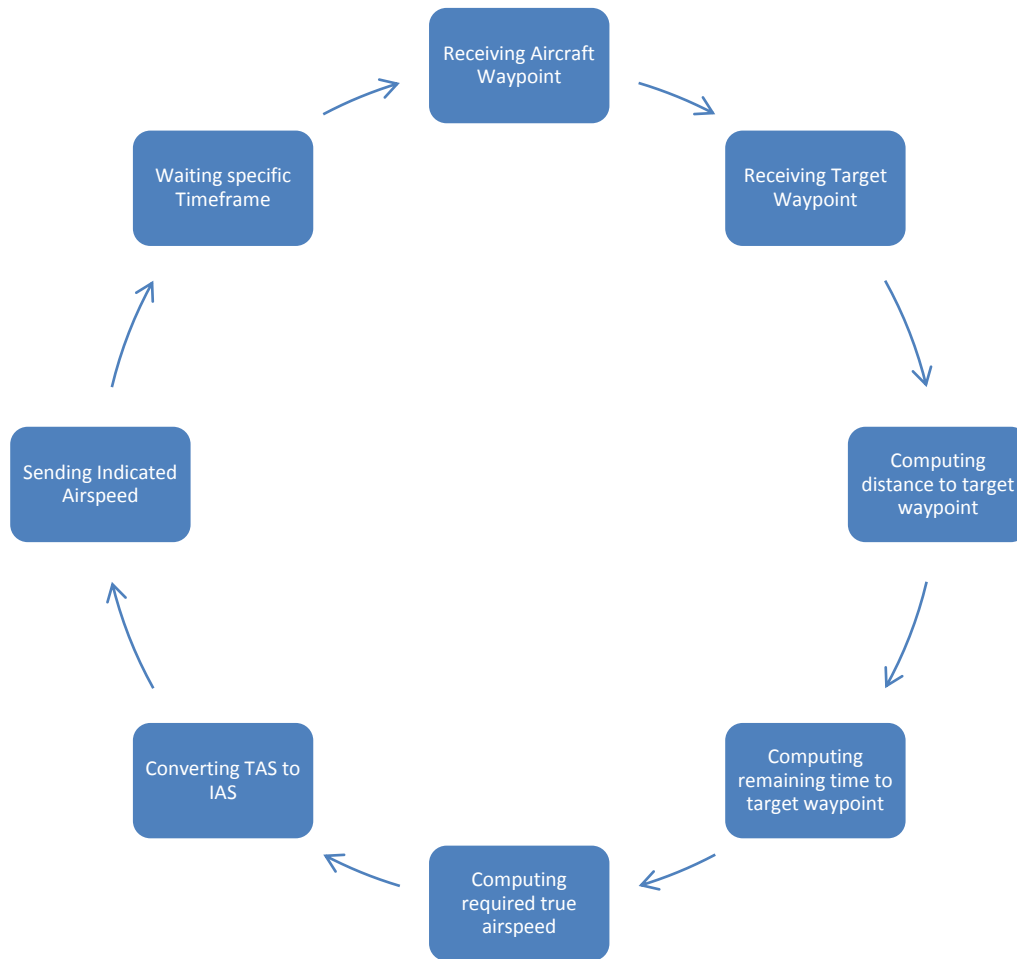 Receiving Aircraft
Waypoint
Receiving Target
Waypoint
Computing
distance to target
waypoint
Computing
remaining time to
target waypoint
Computing
required true
airspeed
Converting TAS to
IAS
Sending Indicated
Airspeed
Waiting specific
Timeframe